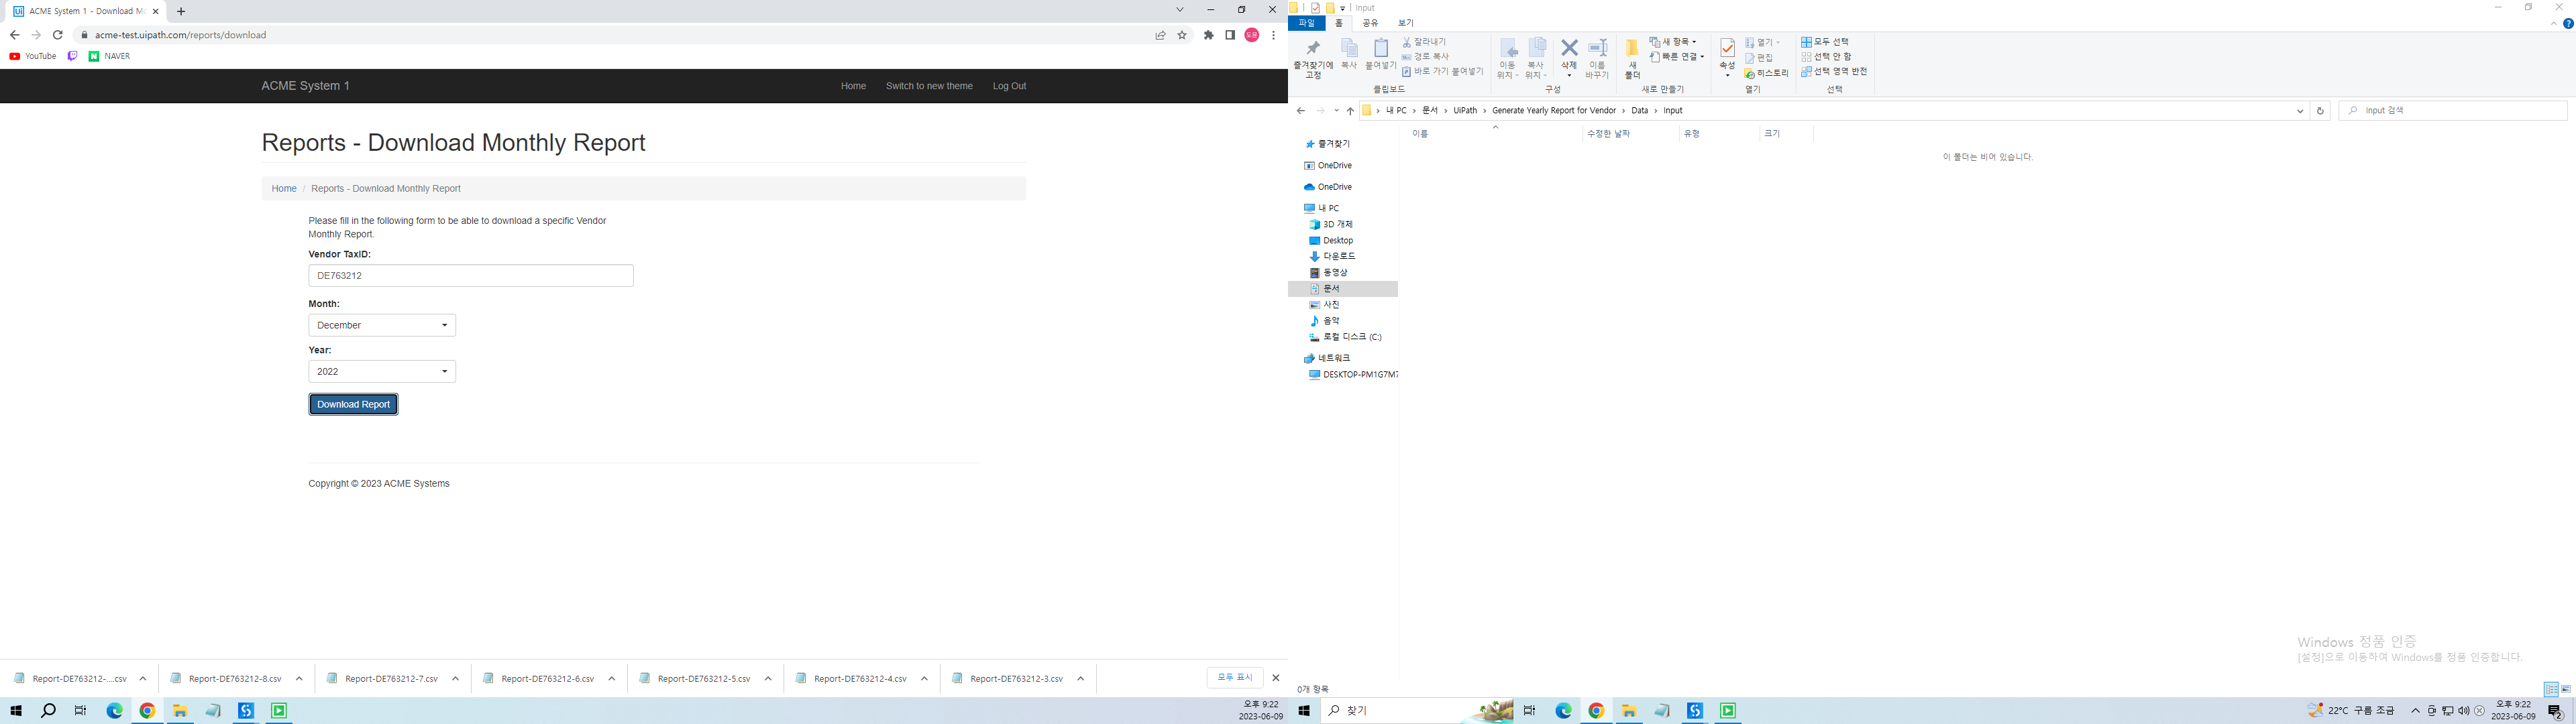 ACME System 1 - Download Mo
acme-test.uipath.com/reports/download
YouTube
NAVER
도윤
ACME System 1
Home
Switch to new theme
Log Out
Reports - Download Monthly Report
Home / Reports - Download Monthly Report
Please fill in the following form to be able to download a specific Vendor
Monthly Report.
Vendor TaxID:
DE763212
Month:
December
Year:
2022
Download Report
Copyright © 2023 ACME Systems
Report-DE763212-....csv
Report-DE763212-8.csv
Report-DE763212-7.csv
Report-DE763212-6.csv
Report-DE763212-5.csv
Report-DE763212-4.csv
Report-DE763212-3.csv
모두 표시
오후 9:22
2023-06-09
Input
파일
홈
공유
보기
즐겨찾기에
고정
복사
붙여넣기
잘라내기
경로 복사
바로 가기 붙여넣기
클립보드
이동
위치
복사
위치
삭제
이름
바꾸기
구성
새
폴더
새 항목
빠른 연결
새로 만들기
속성
열기
편집
히스토리
열기
모두 선택
선택 안 함
선택 영역 반전
선택
내 PC > 문서 > UiPath > Generate Yearly Report for Vendor > Data > Input
Input 검색
이름
수정한 날짜
유형
크기
이 폴더는 비어 있습니다.
즐겨찾기
OneDrive
OneDrive
내 PC
3D 개체
Desktop
다운로드
동영상
문서
사진
음악
로컬 디스크 (C:)
네트워크
DESKTOP-PM1G7M7
Windows 정품 인증
[설정]으로 이동하여 Windows를 정품 인증합니다.
0개 항목
찾기
22°C 구름 조금
오후 9:22
2023-06-09
2